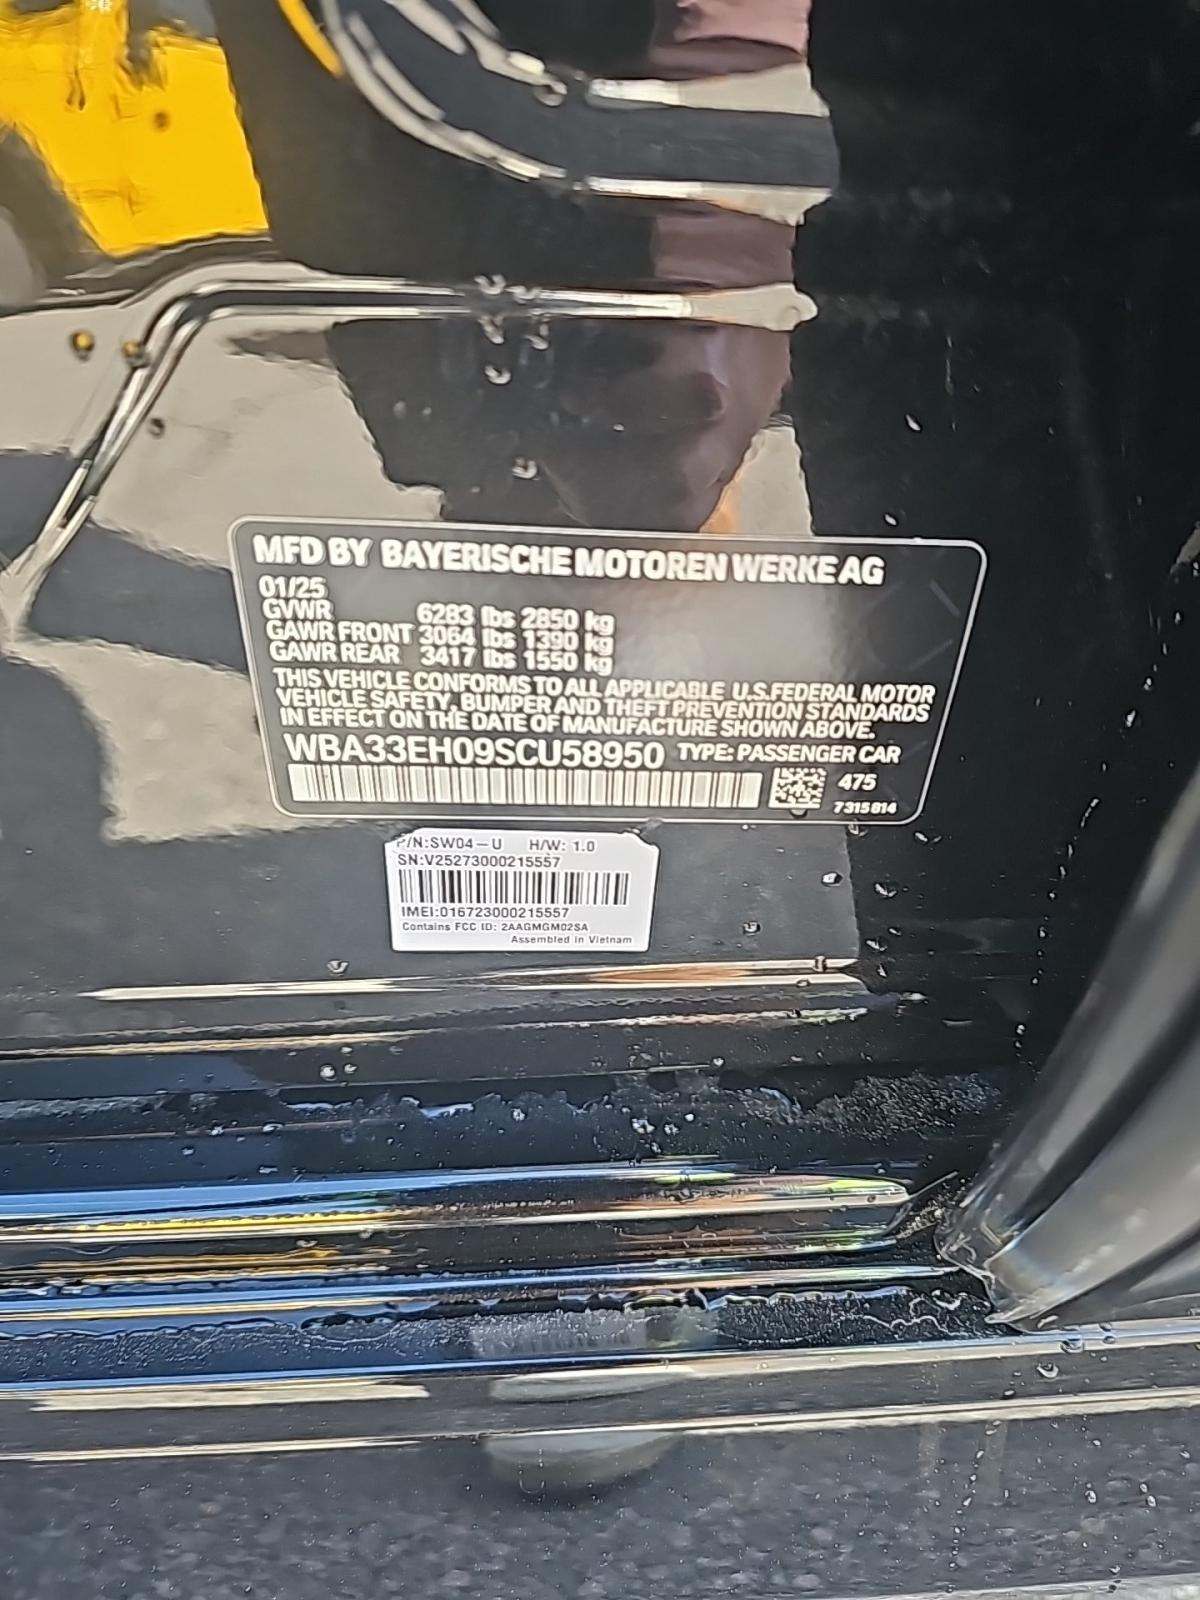 MFD BY BAYERISCHE MOTOREN WERKE AG
01/25
GVWR 6283 lbs 2850 kg
GAWR FRONT 3064 lbs 1390 kg
GAWR REAR 3417 lbs 1550 kg
THIS VEHICLE CONFORMS TO ALL APPLICABLE U.S.FEDERAL MOTOR
VEHICLE SAFETY, BUMPER AND THEFT PREVENTION STANDARDS
IN EFFECT ON THE DATE OF MANUFACTURE SHOWN ABOVE.
WBA33EH09SCU58950 TYPE: PASSENGER CAR
475
7315814
P/N:SW04-U H/W: 1.0
SN:V25273000215557
IMEI:016723000215557
Contains FCC ID: 2AAGMGM02SA
Assembled in Vietnam